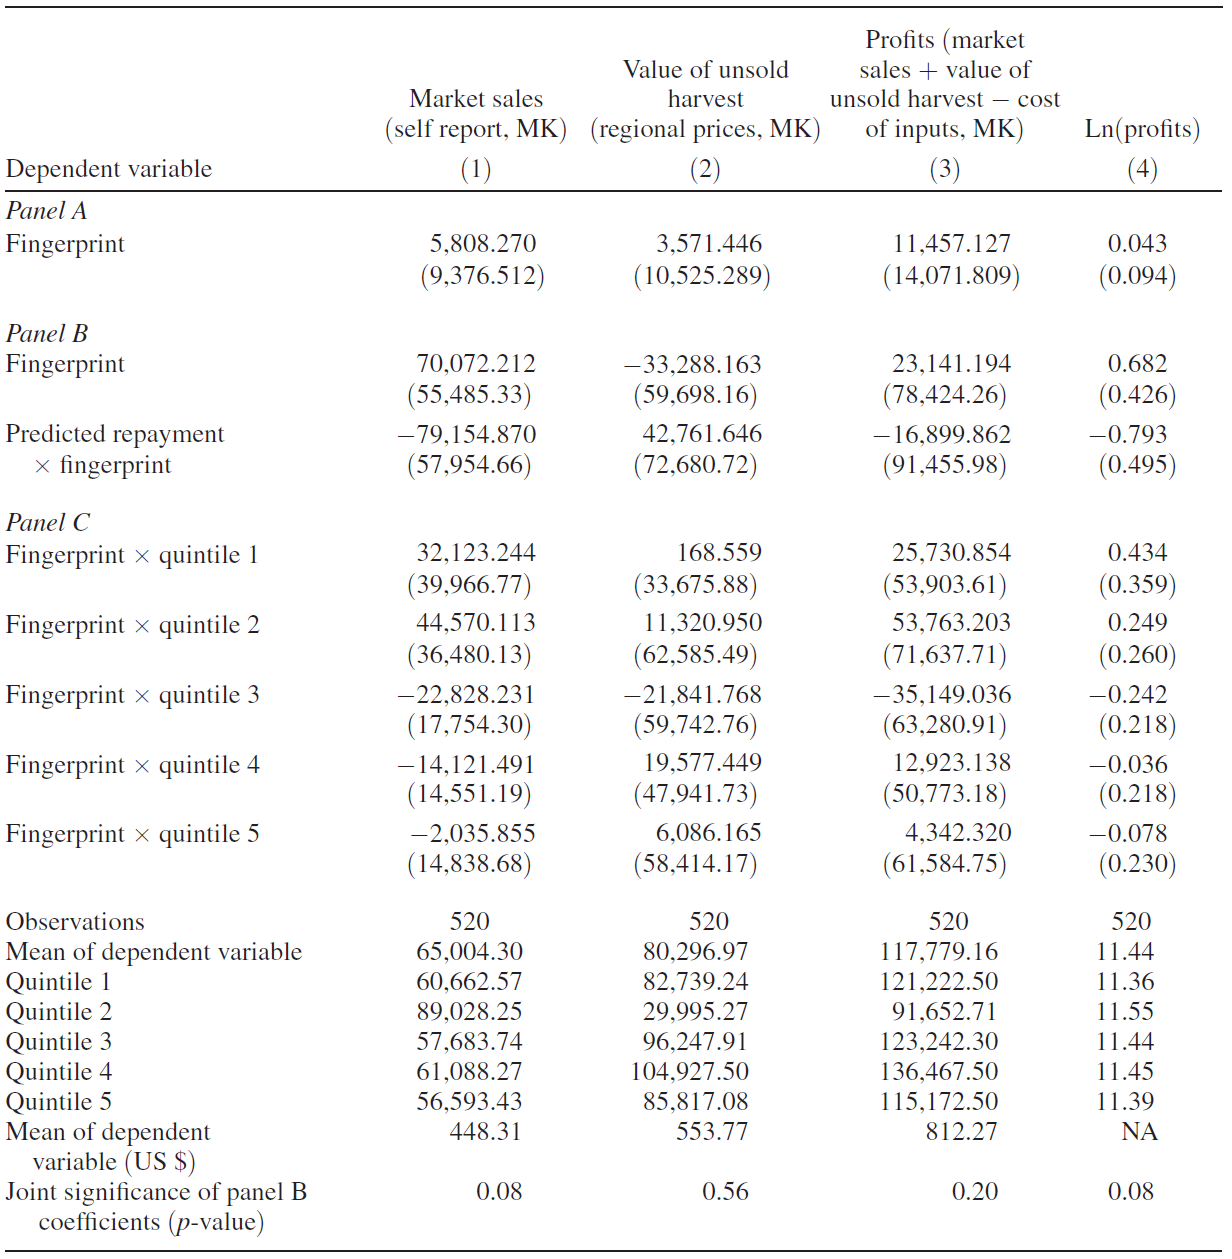 Profits (market
Value of unsold sales + value of
Market sales harvest unsold harvest − cost
(self report, MK) (regional prices, MK) of inputs, MK) Ln(profits)
Dependent variable (1) (2) (3) (4)
Panel A
Fingerprint 5,808.270 3,571.446 11,457.127 0.043
(9,376.512) (10,525.289) (14,071.809) (0.094)
Panel B
Fingerprint 70,072.212 −33,288.163 23,141.194 0.682
(55,485.33) (59,698.16) (78,424.26) (0.426)
Predicted repayment −79,154.870 42,761.646 −16,899.862 −0.793
× fingerprint (57,954.66) (72,680.72) (91,455.98) (0.495)
Panel C
Fingerprint × quintile 1 32,123.244 168.559 25,730.854 0.434
(39,966.77) (33,675.88) (53,903.61) (0.359)
Fingerprint × quintile 2 44,570.113 11,320.950 53,763.203 0.249
(36,480.13) (62,585.49) (71,637.71) (0.260)
Fingerprint × quintile 3 −22,828.231 −21,841.768 −35,149.036 −0.242
(17,754.30) (59,742.76) (63,280.91) (0.218)
Fingerprint × quintile 4 −14,121.491 19,577.449 12,923.138 −0.036
(14,551.19) (47,941.73) (50,773.18) (0.218)
Fingerprint × quintile 5 −2,035.855 6,086.165 4,342.320 −0.078
(14,838.68) (58,414.17) (61,584.75) (0.230)
Observations 520 520 520 520
Mean of dependent variable 65,004.30 80,296.97 117,779.16 11.44
Quintile 1 60,662.57 82,739.24 121,222.50 11.36
Quintile 2 89,028.25 29,995.27 91,652.71 11.55
Quintile 3 57,683.74 96,247.91 123,242.30 11.44
Quintile 4 61,088.27 104,927.50 136,467.50 11.45
Quintile 5 56,593.43 85,817.08 115,172.50 11.39
Mean of dependent 448.31 553.77 812.27 NA
variable (US $)
Joint significance of panel B 0.08 0.56 0.20 0.08
coefficients (p-value)